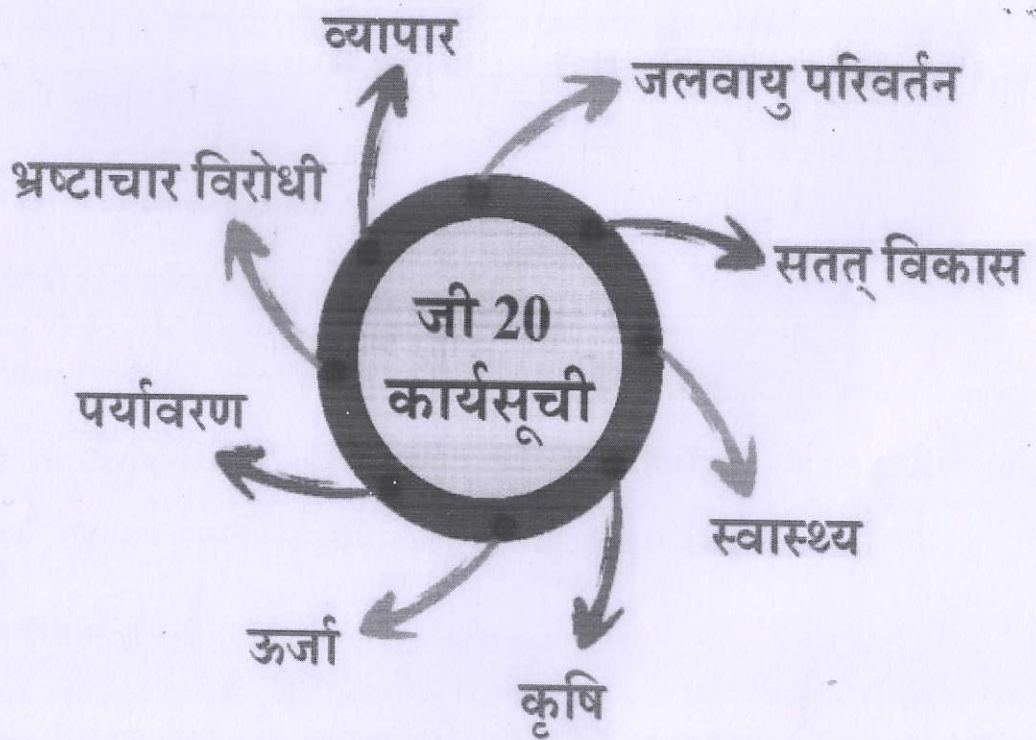 व्यापार
जलवायु परिवर्तन
भ्रष्टाचार विरोधी
सतत् विकास
जी 20
कार्यसूची
पर्यावरण
स्वास्थ्य
ऊर्जा
कृषि